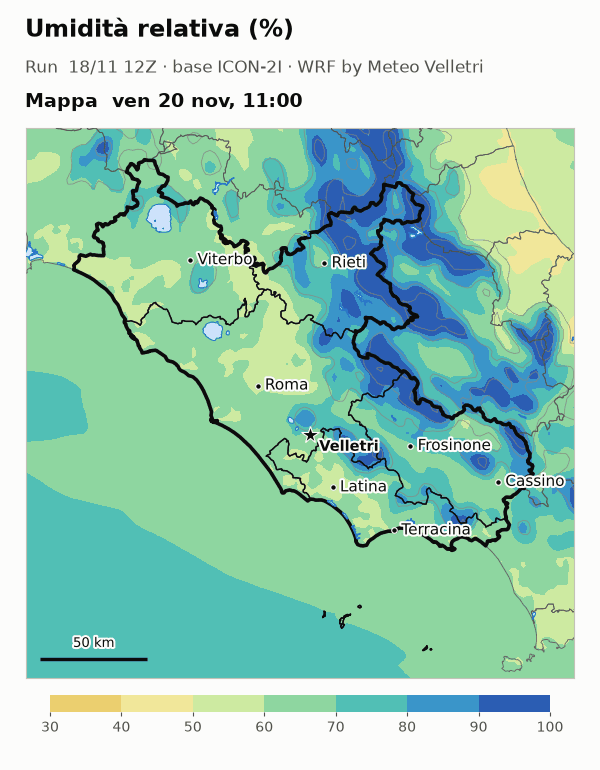 Umidità relativa (%)
Run  18/11 12Z · base ICON-2I · WRF by Meteo Velletri
Mappa  ven 20 nov, 11:00
Viterbo
Rieti
Roma
Velletri
Frosinone
Cassino
Latina
Terracina
50 km
30 40 50 60 70 80 90 100